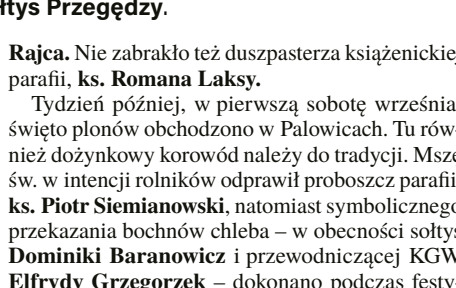 łtys Przegędzy.
Rajca. Nie zabrakło też duszpasterza książenickiej
parafii, ks. Romana Laksy.
Tydzień później, w pierwszą sobotę września
święto plonów obchodzono w Palowicach. Tu rów-
nież dożynkowy korowód należy do tradycji. Msze
św. w intencji rolników odprawił proboszcz parafii
ks. Piotr Siemianowski, natomiast symbolicznego
przekazania bochnów chleba – w obecności sołtys
Dominiki Baranowicz i przewodniczącej KGW
Elfrydy Grzegorzek – dokonano podczas festy-